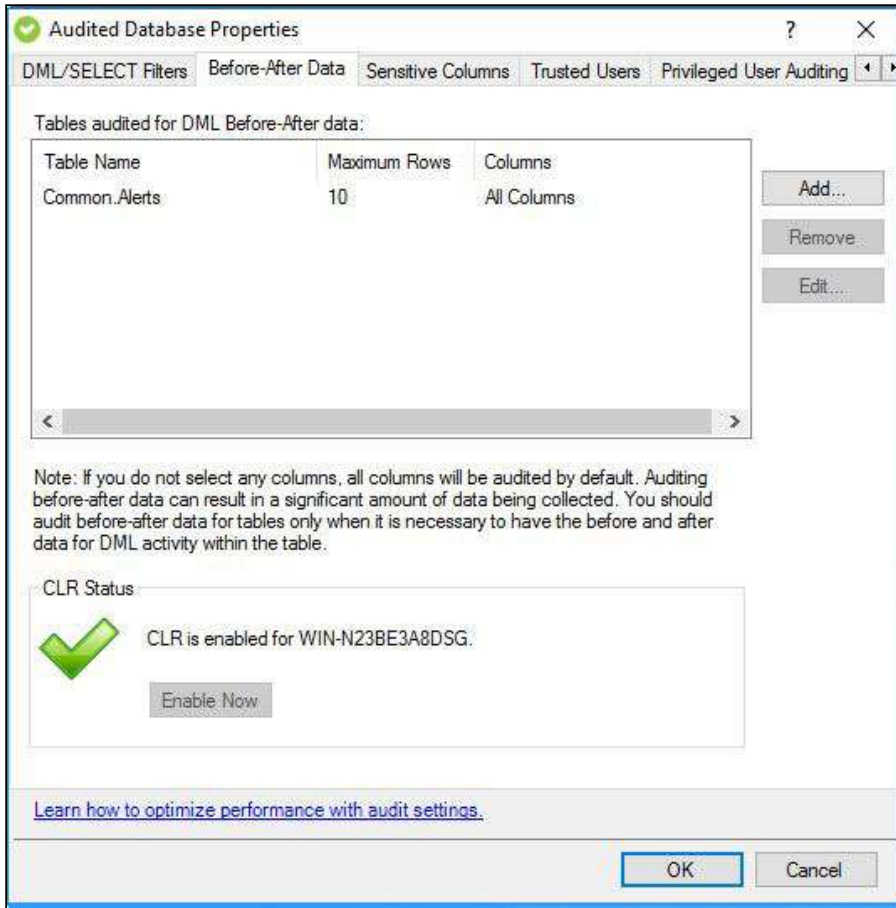 Audited Database Properties
?
DML/SELECT Filters
Before-After Data
Sensitive Columns
Trusted Users
Privileged User Auditing
Tables audited for DML Before-After data:
Table Name
Maximum Rows
Columns
Common.Alerts
10
All Columns
Add...
Remove
Edit...
Note: If you do not select any columns, all columns will be audited by default. Auditing
before-after data can result in a significant amount of data being collected. You should
audit before-after data for tables only when it is necessary to have the before and after
data for DML activity within the table.
CLR Status
CLR is enabled for WIN-N23BE3A8DSG.
Enable Now
Learn how to optimize performance with audit settings.
OK
Cancel